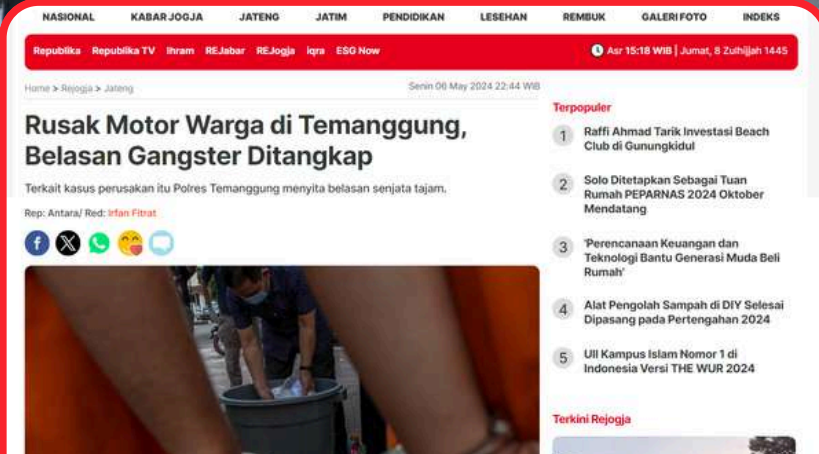 NASIONAL KABAR JOGJA JATENG JATIM PENDIDIKAN LESEHAN REMBUK GALERI FOTO INDEKS
Republika Republika TV Ihram REJabar REJogja Iqra ESG Now Asr 15:18 WIB | Jumat, 8 Zulhijjah 1445
Home > Rejogja > Jateng Senin 06 May 2024 22:44 WIB
Rusak Motor Warga di Temanggung,
Belasan Gangster Ditangkap
Terkait kasus perusakan itu Polres Temanggung menyita belasan senjata tajam.
Rep: Antara/ Red: Irfan Fitrat
Terpopuler
1 Raffi Ahmad Tarik Investasi Beach
Club di Gunungkidul
2 Solo Ditetapkan Sebagai Tuan
Rumah PEPARNAS 2024 Oktober
Mendatang
3 'Perencanaan Keuangan dan
Teknologi Bantu Generasi Muda Beli
Rumah'
4 Alat Pengolah Sampah di DIY Selesai
Dipasang pada Pertengahan 2024
5 UII Kampus Islam Nomor 1 di
Indonesia Versi THE WUR 2024
Terkini Rejogja